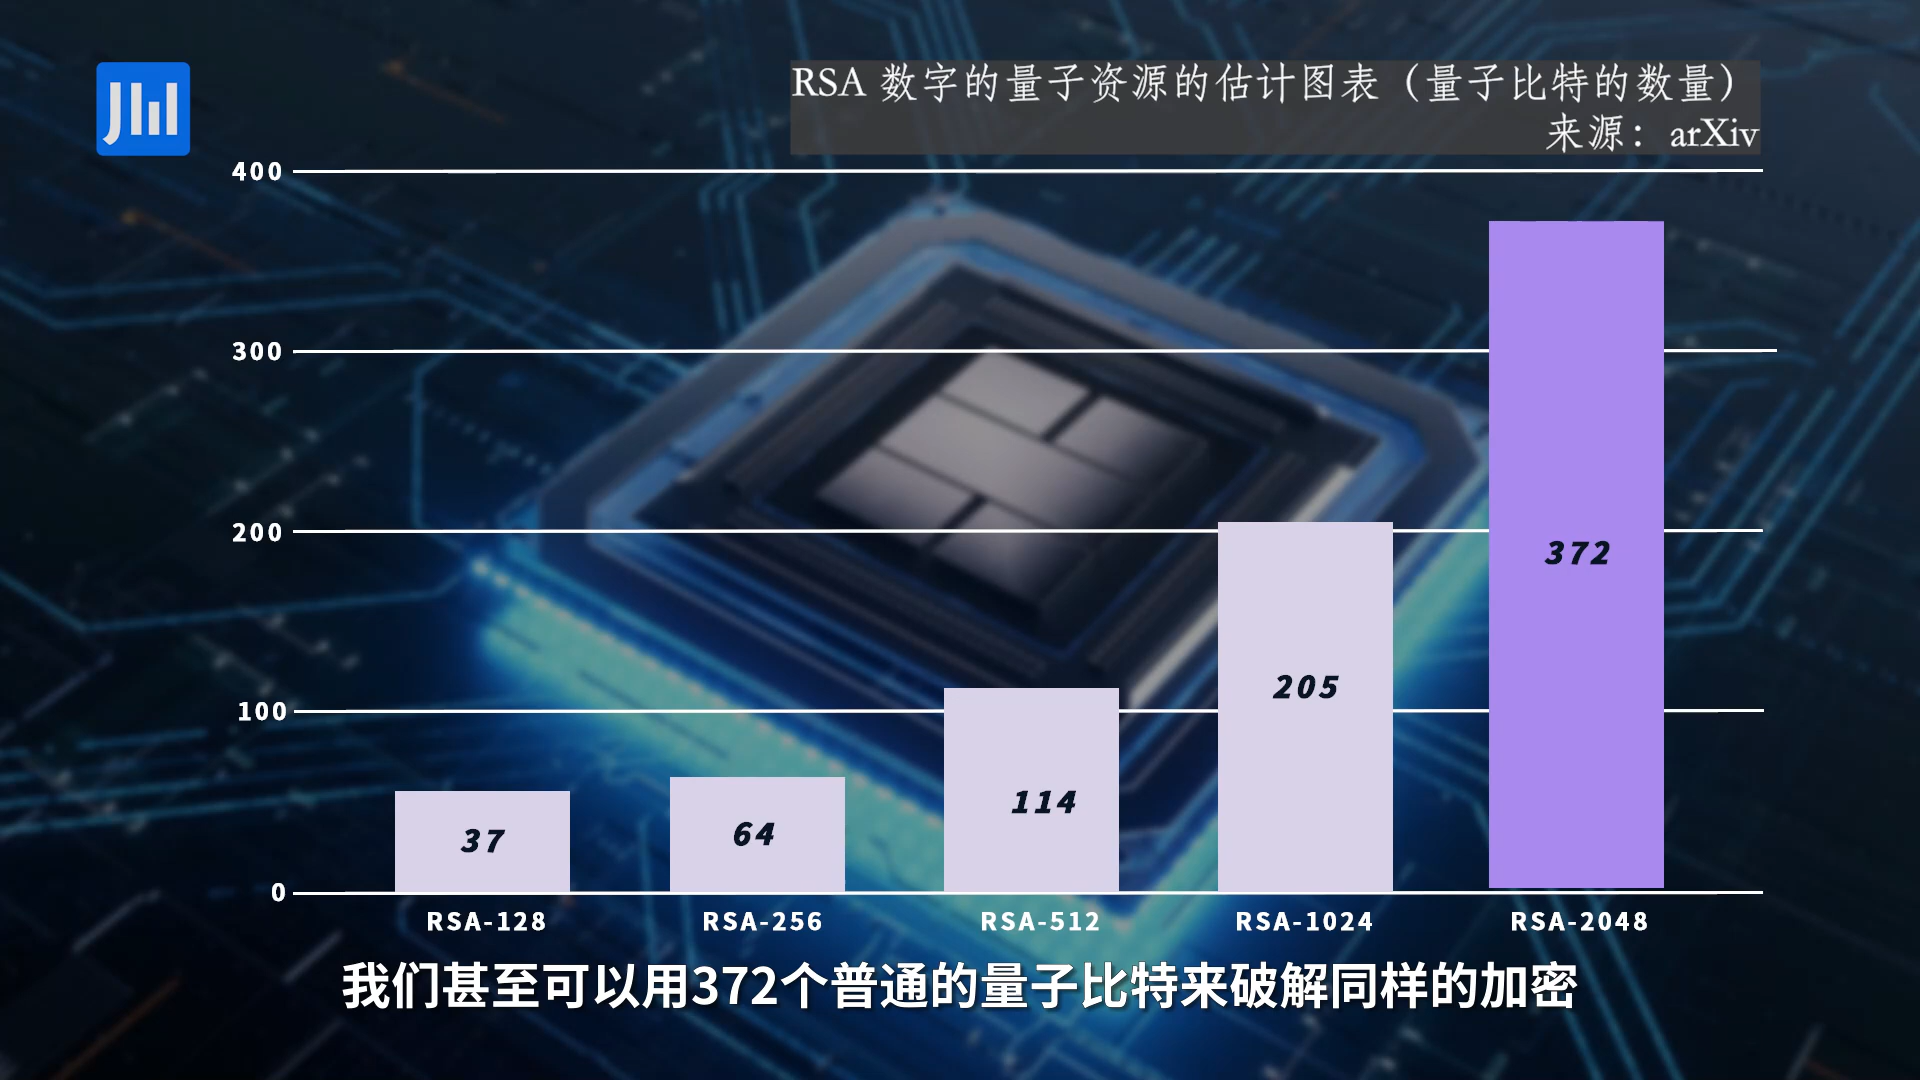 RSA 数字的量子资源的估计图表（量子比特的数量）
来源：arXiv
400
300
200
100
0
37
64
114
205
372
RSA-128
RSA-256
RSA-512
RSA-1024
RSA-2048
我们甚至可以用372个普通的量子比特来破解同样的加密